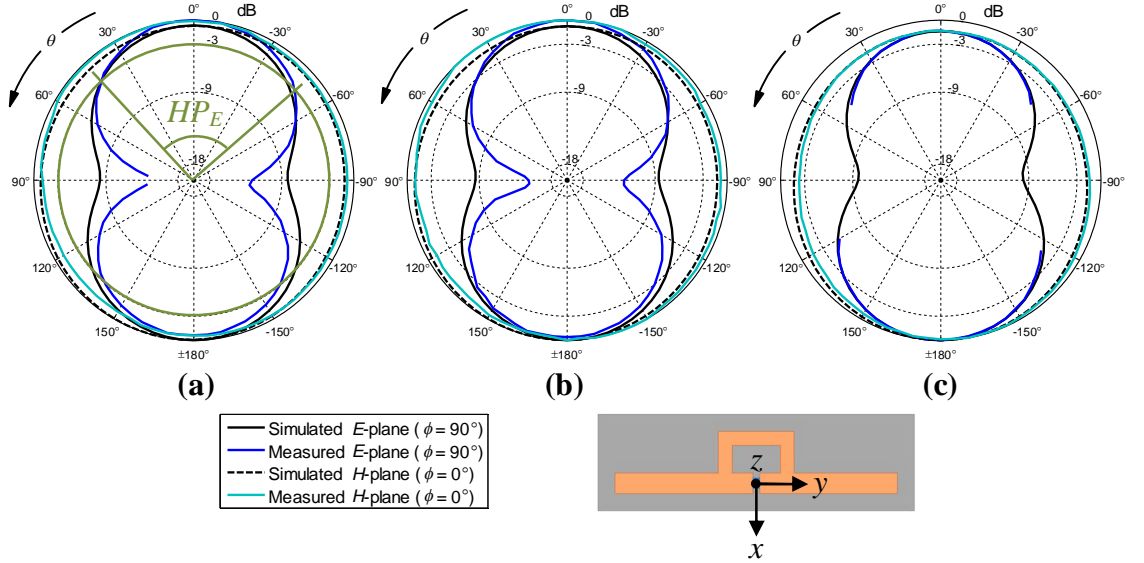 0° 0 dB
30° -30°
-3
θ
60° -60°
-9
HP_E
-18
90° -90°
120° -120°
150° -150°
±180°
(a)
0° 0 dB
30° -30°
-3
θ
60° -60°
-9
-18
90° -90°
120° -120°
150° -150°
±180°
(b)
0° 0 dB
30° -30°
-3
θ
60° -60°
-9
-18
90° -90°
120° -120°
150° -150°
±180°
(c)
Simulated E-plane ( ϕ = 90°)
Measured E-plane ( ϕ = 90°)
Simulated H-plane ( ϕ = 0°)
Measured H-plane ( ϕ = 0°)
z
y
x